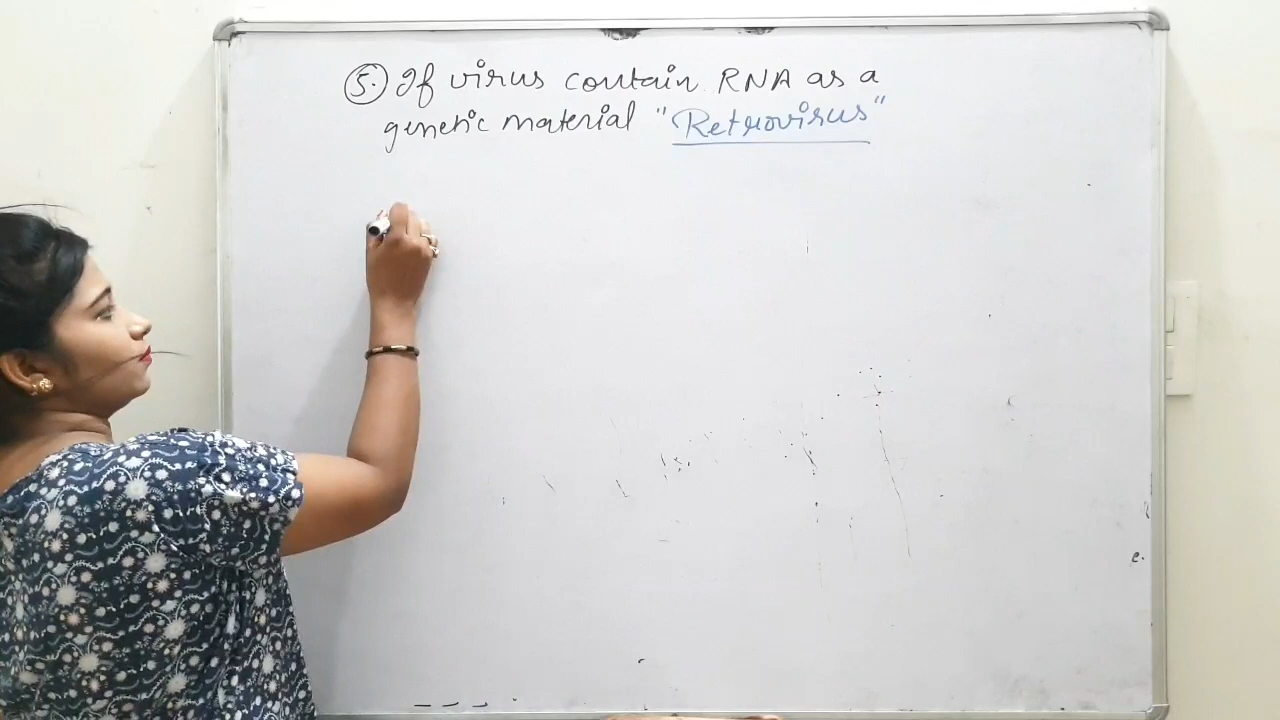 5. If virus contain RNA as a
genetic material "Retrovirus"